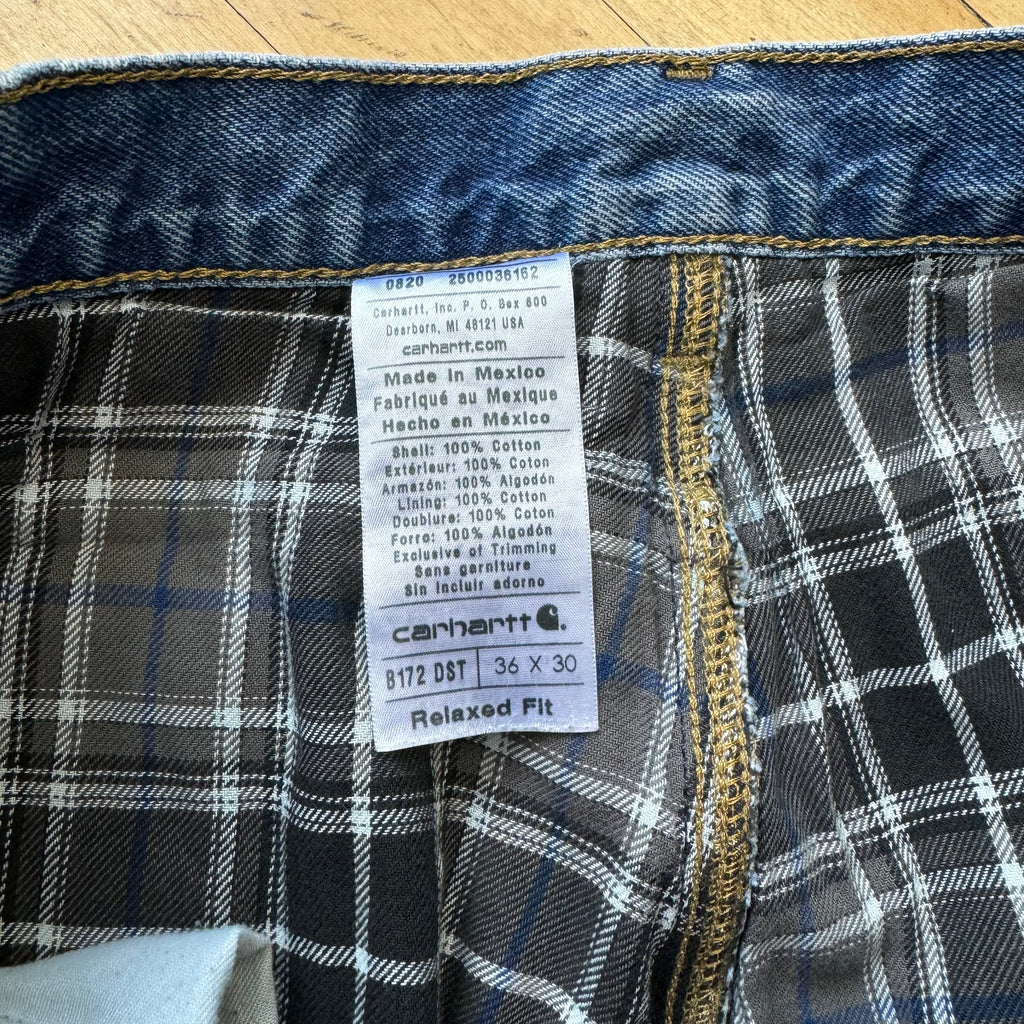 0820 2500036162
Carhartt, Inc. P. O. Box 600
Dearborn, MI 48121 USA
carhartt.com
Made in Mexico
Fabriqué au Mexique
Hecho en México
Shell: 100% Cotton
Extérieur: 100% Coton
Armazón: 100% Algodón
Lining: 100% Cotton
Doublure: 100% Coton
Forro: 100% Algodón
Exclusive of Trimming
Sans garniture
Sin incluir adorno
carhartt
B172 DST 36 X 30
Relaxed Fit